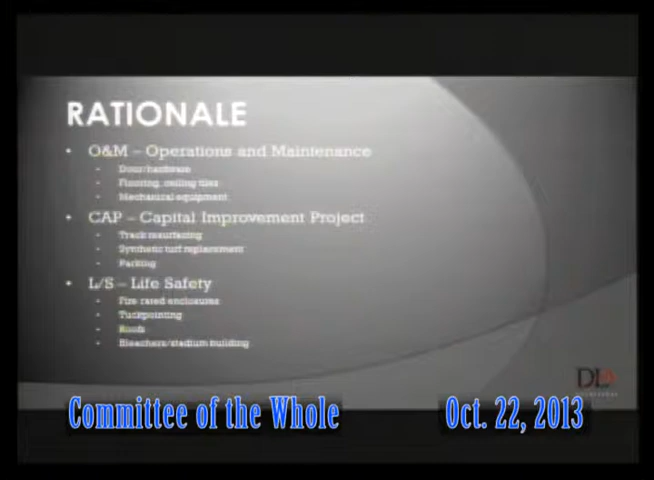 RATIONALE
• O&M – Operations and Maintenance
- Door/hardware
- Flooring, ceiling tiles
- Mechanical equipment
• CAP – Capital Improvement Project
- Track resurfacing
- Synthetic turf replacement
- Parking
• L/S – Life Safety
- Fire rated enclosures
- Tuckpointing
- Roofs
- Bleachers/stadium building
DLA
Committee of the Whole
Oct. 22, 2013